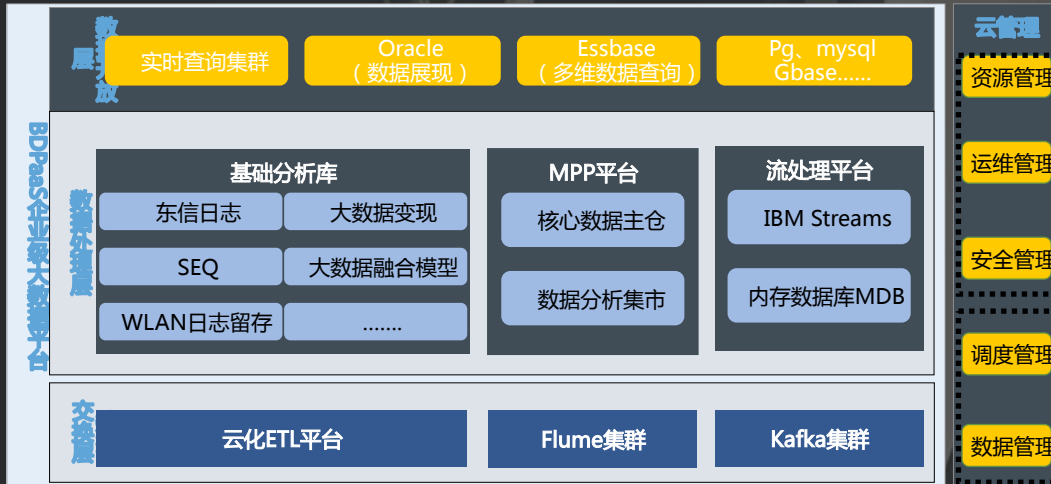 BDPaaS企业级大数据平台
数据开放层
实时查询集群
Oracle
（数据展现）
Essbase
（多维数据查询）
Pg、mysql
Gbase......
数据处理层
基础分析库
东信日志
大数据变现
SEQ
大数据融合模型
WLAN日志留存
.......
MPP平台
核心数据主仓
数据分析集市
流处理平台
IBM Streams
内存数据库MDB
交换层
云化ETL平台
Flume集群
Kafka集群
云管理
资源管理
运维管理
安全管理
调度管理
数据管理